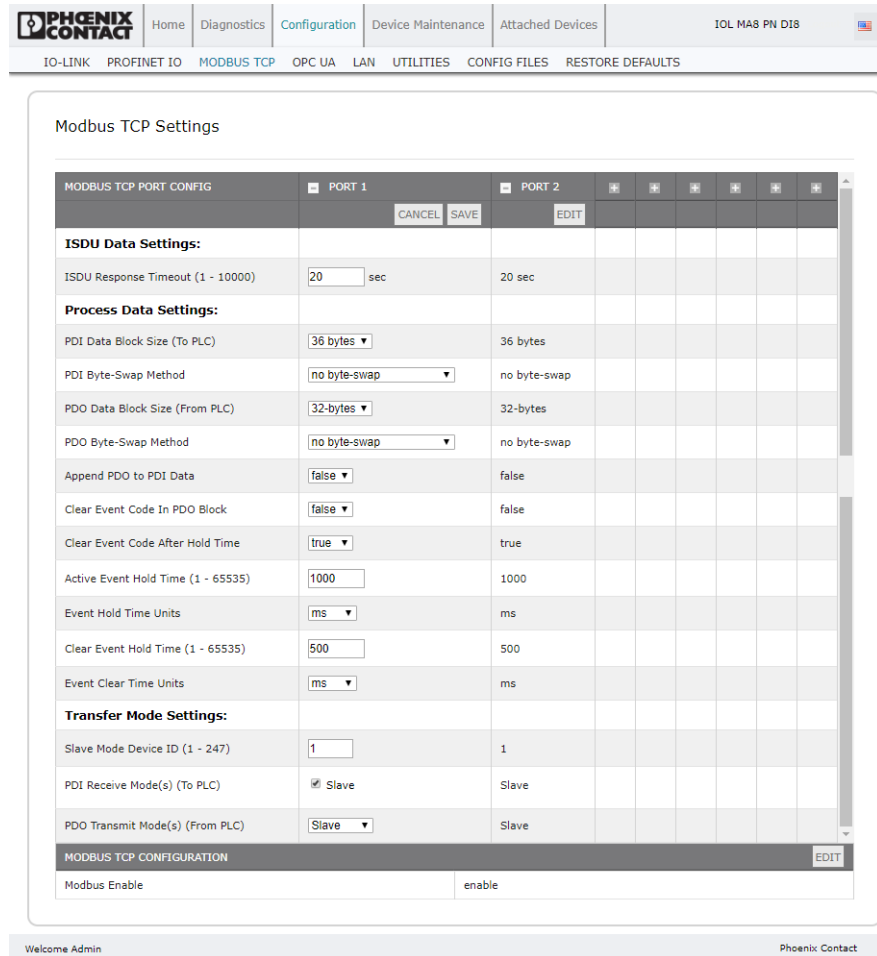 PHŒNIX CONTACT
Home Diagnostics Configuration Device Maintenance Attached Devices IOL MA8 PN DI8
IO-LINK PROFINET IO MODBUS TCP OPC UA LAN UTILITIES CONFIG FILES RESTORE DEFAULTS
Modbus TCP Settings
MODBUS TCP PORT CONFIG PORT 1 PORT 2
CANCEL SAVE EDIT
ISDU Data Settings:
ISDU Response Timeout (1 - 10000) 20 sec 20 sec
Process Data Settings:
PDI Data Block Size (To PLC) 36 bytes 36 bytes
PDI Byte-Swap Method no byte-swap no byte-swap
PDO Data Block Size (From PLC) 32-bytes 32-bytes
PDO Byte-Swap Method no byte-swap no byte-swap
Append PDO to PDI Data false false
Clear Event Code In PDO Block false false
Clear Event Code After Hold Time true true
Active Event Hold Time (1 - 65535) 1000 1000
Event Hold Time Units ms ms
Clear Event Hold Time (1 - 65535) 500 500
Event Clear Time Units ms ms
Transfer Mode Settings:
Slave Mode Device ID (1 - 247) 1 1
PDI Receive Mode(s) (To PLC) Slave Slave
PDO Transmit Mode(s) (From PLC) Slave Slave
MODBUS TCP CONFIGURATION EDIT
Modbus Enable enable
Welcome Admin Phoenix Contact